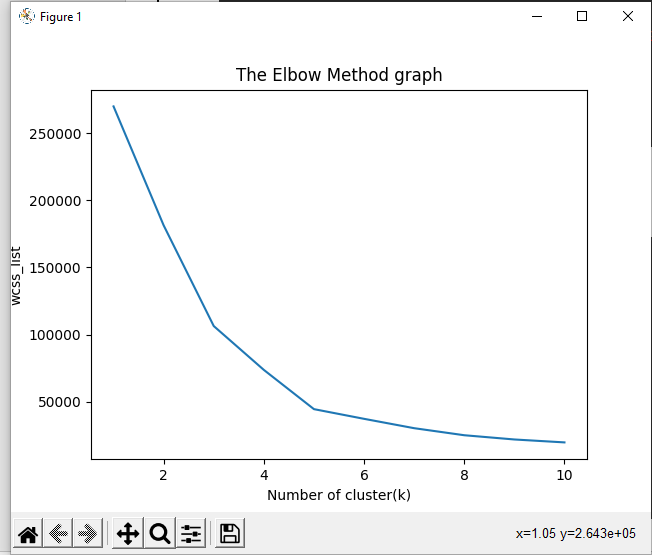 Figure 1
The Elbow Method graph
250000
200000
150000
100000
50000
wcss_list
2 4 6 8 10
Number of cluster(k)
x=1.05 y=2.643e+05